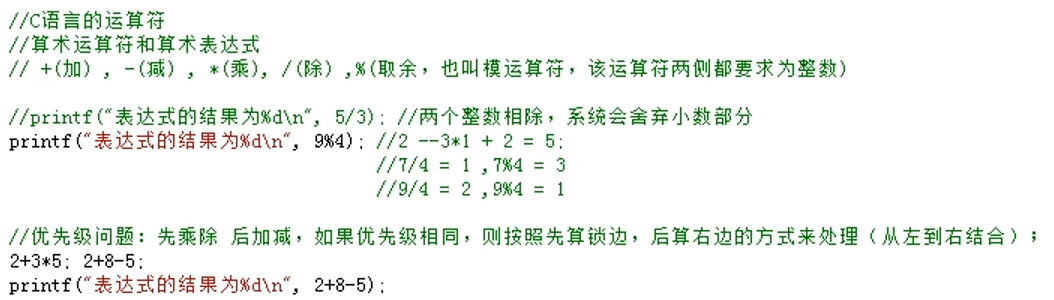 //C语言的运算符
//算术运算符和算术表达式
// +(加) , -(减) , *(乘), /(除) ,%(取余，也叫模运算符，该运算符两侧都要求为整数)
//printf("表达式的结果为%d\n", 5/3); //两个整数相除，系统会舍弃小数部分
printf("表达式的结果为%d\n", 9%4); //2 --3*1 + 2 = 5;
//7/4 = 1 ,7%4 = 3
//9/4 = 2 ,9%4 = 1
//优先级问题：先乘除 后加减，如果优先级相同，则按照先算锁边，后算右边的方式来处理（从左到右结合）；
2+3*5; 2+8-5;
printf("表达式的结果为%d\n", 2+8-5);